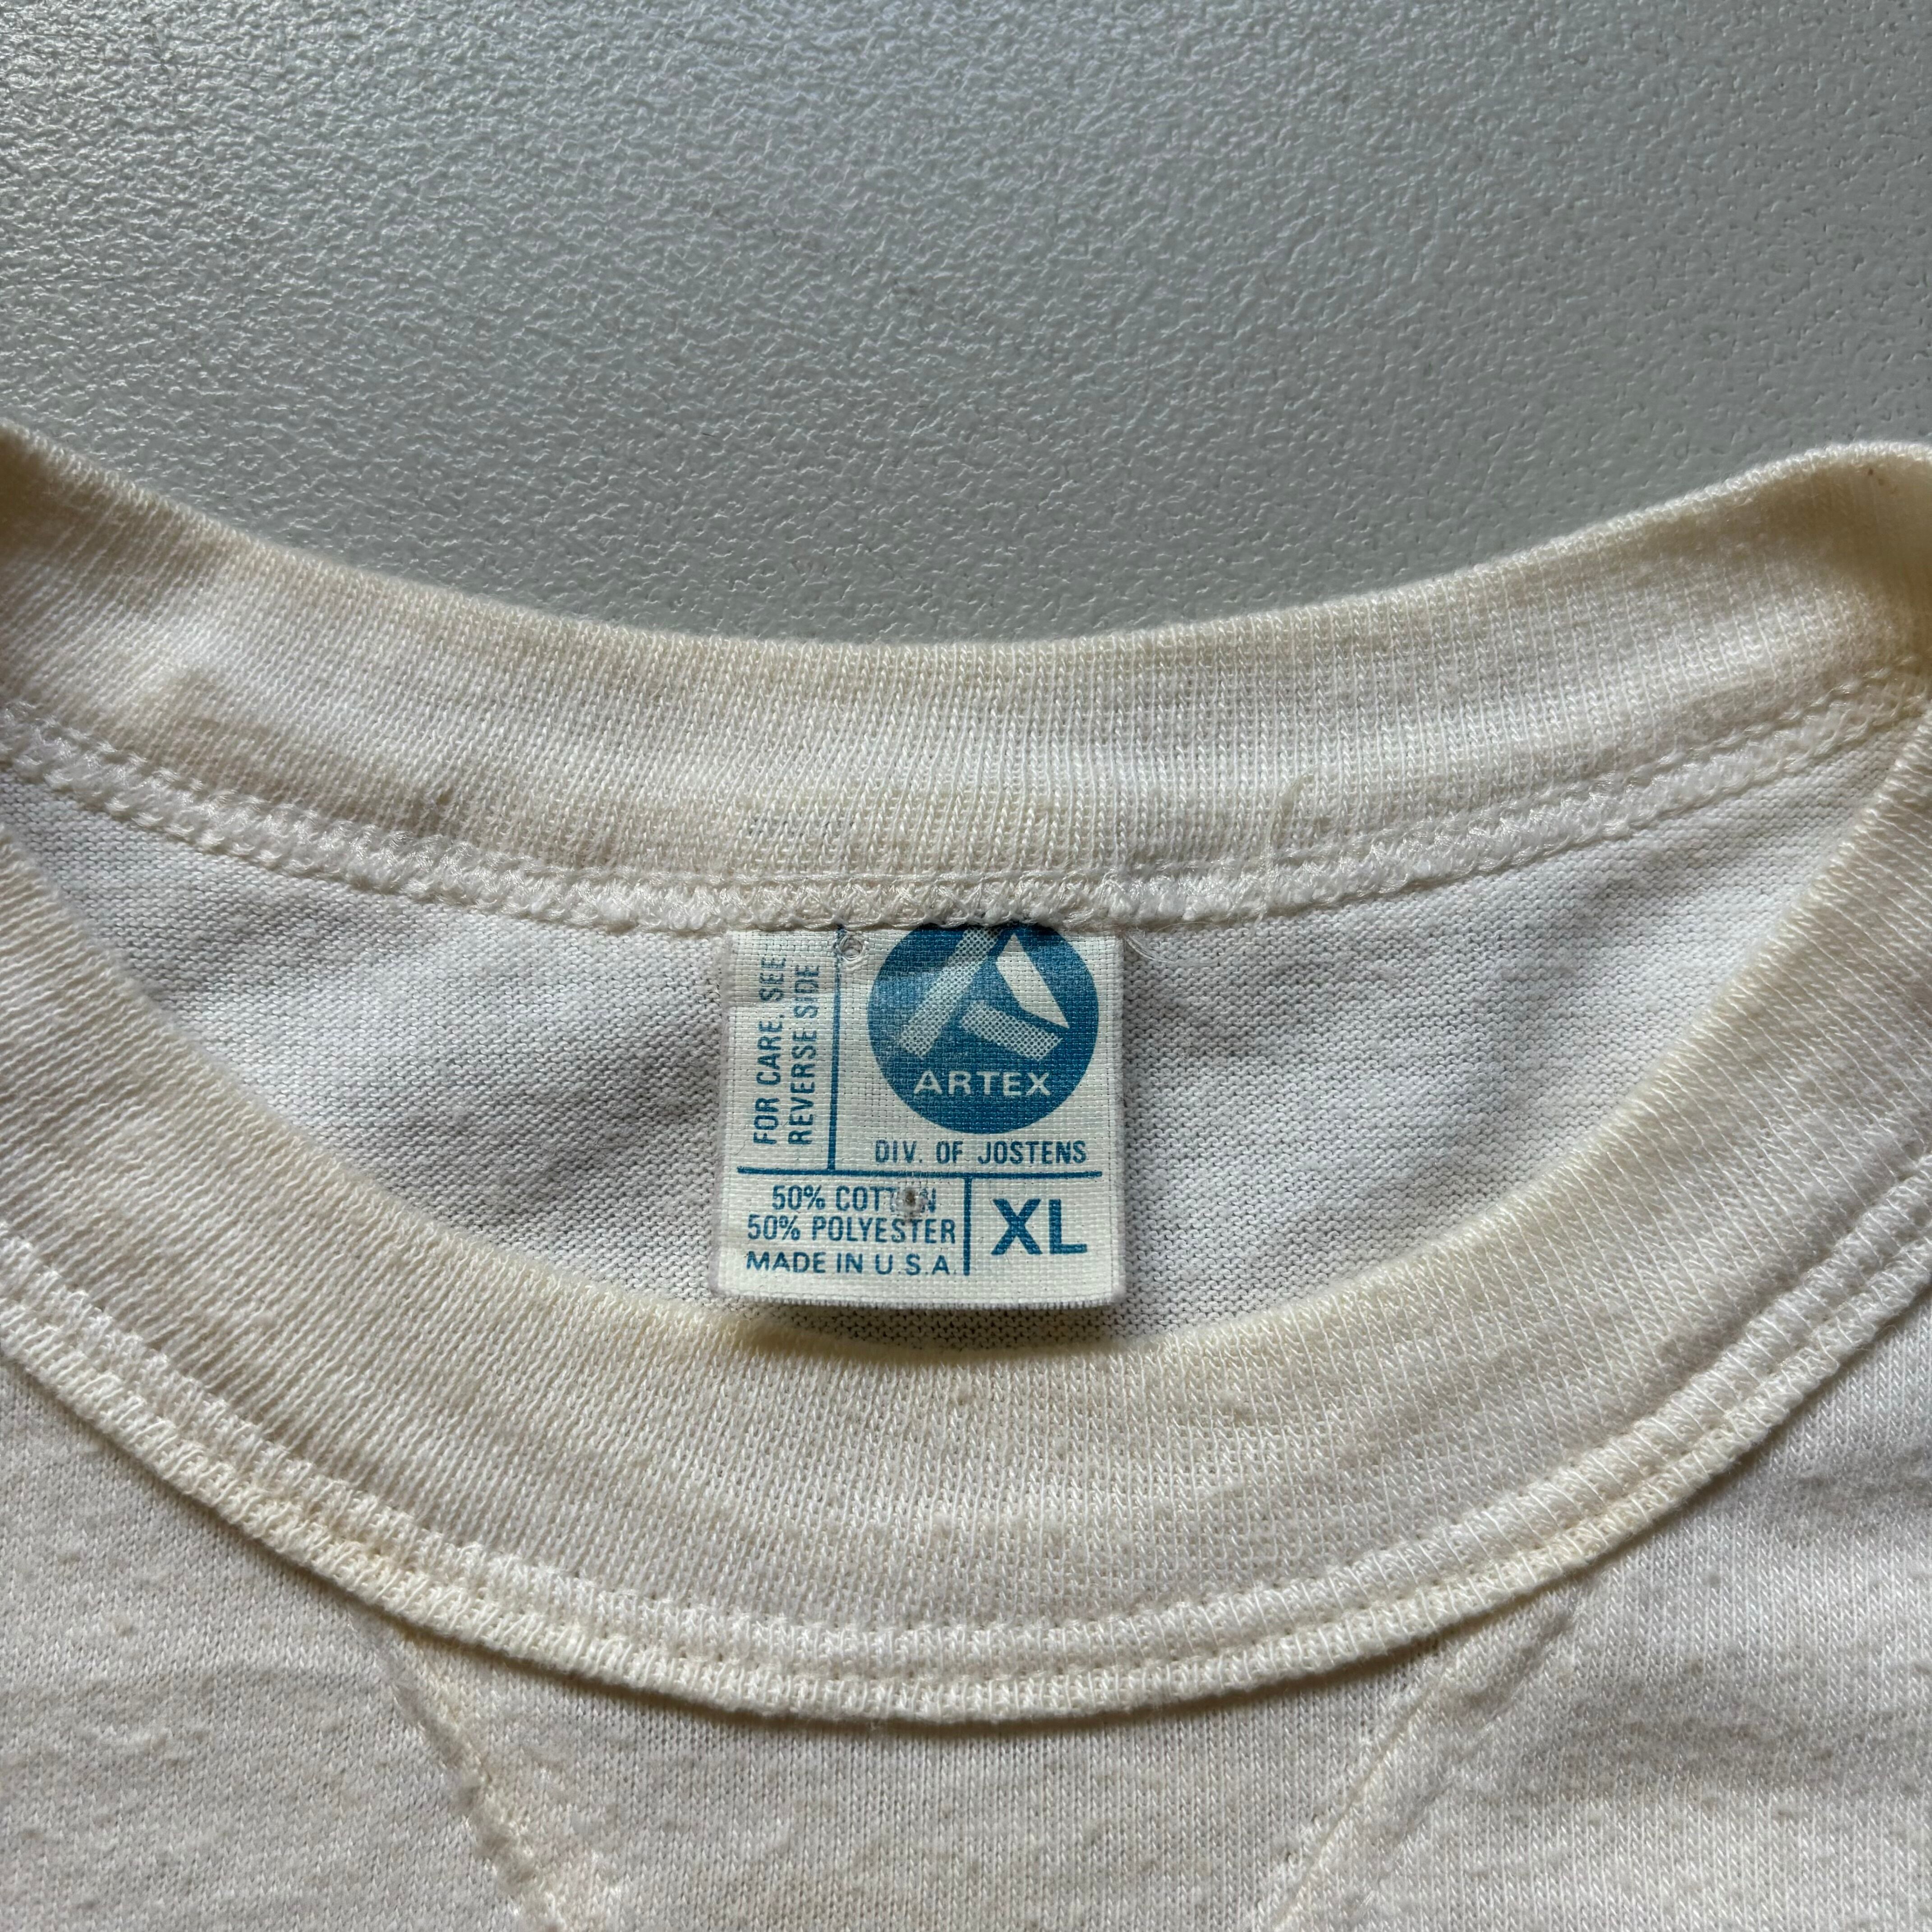 FOR CARE, SEE
REVERSE SIDE
ARTEX
DIV. OF JOSTENS
50% COTTON
50% POLYESTER
MADE IN U.S.A.
XL